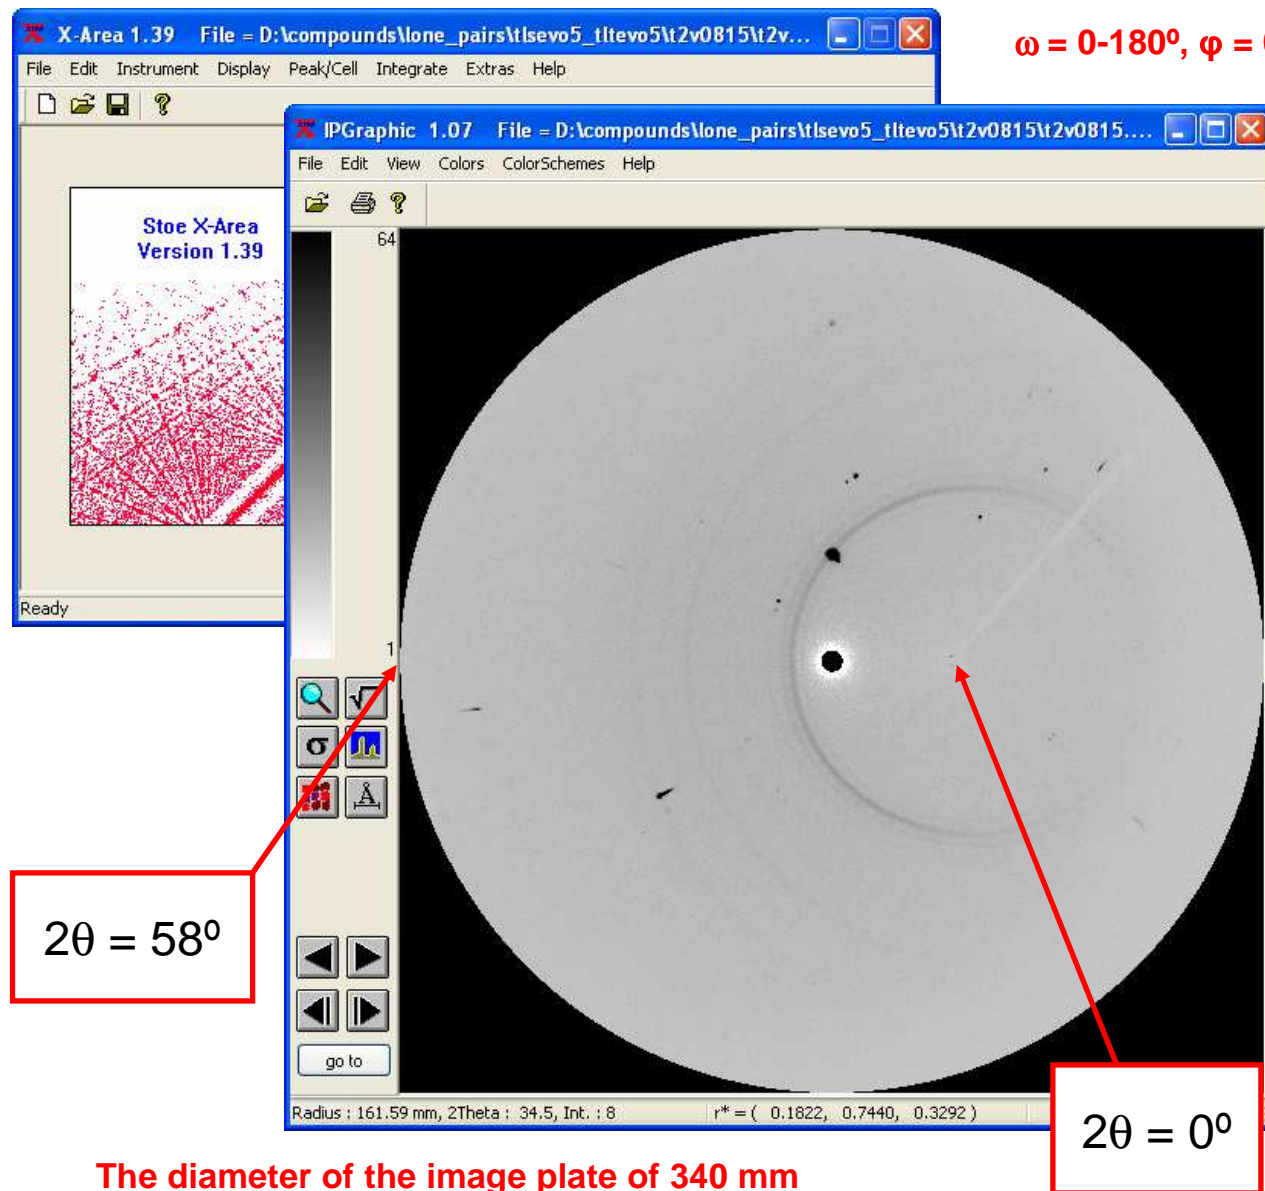 X-Area 1.39 File = D:\compounds\lone_pairs\tlsevo5_tltevo5\t2v0815\t2v...
ω = 0-180º, φ = 
File Edit Instrument Display Peak/Cell Integrate Extras Help
IPGraphic 1.07 File = D:\compounds\lone_pairs\tlsevo5_tltevo5\t2v0815\t2v0815....
File Edit View Colors ColorSchemes Help
Stoe X-Area
Version 1.39
64
Ready
1
σ
Å
2θ = 58º
go to
Radius : 161.59 mm, 2Theta : 34.5, Int. : 8 r* = ( 0.1822, 0.7440, 0.3292 )
2θ = 0º
The diameter of the image plate of 340 mm